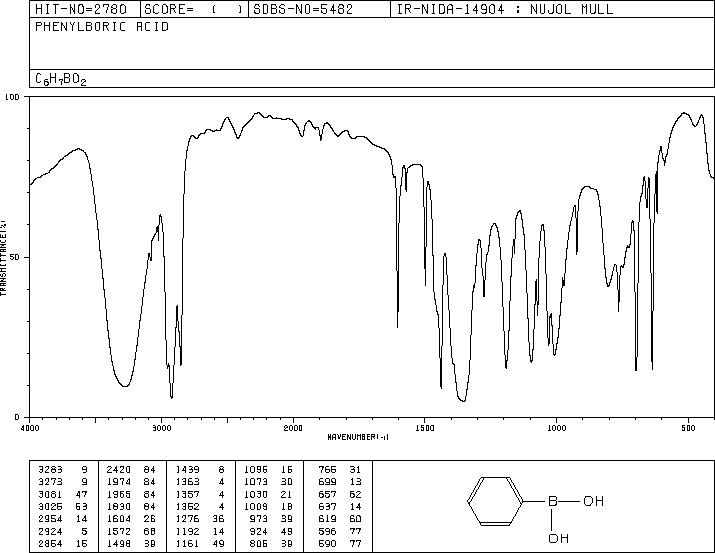 HIT-NO=2780 SCORE= ( ) SDBS-NO=5482 IR-NIDA-14904 : NUJOL MULL
PHENYLBORIC ACID
C6H7BO2
100
50
0
TRANSMITTANCE(%)
4000 3000 2000 1500 1000 500
WAVENUMBER(-1)
3283 9 2420 84 1439 8 1096 16 766 31
3273 9 1974 84 1363 4 1073 30 699 13
3081 47 1965 84 1357 4 1030 21 657 62
3025 53 1830 84 1352 4 1009 18 637 14
2954 14 1604 26 1276 36 973 39 619 60
2924 5 1572 68 1192 14 924 49 596 77
2854 15 1498 39 1161 49 806 39 590 77
B OH
OH